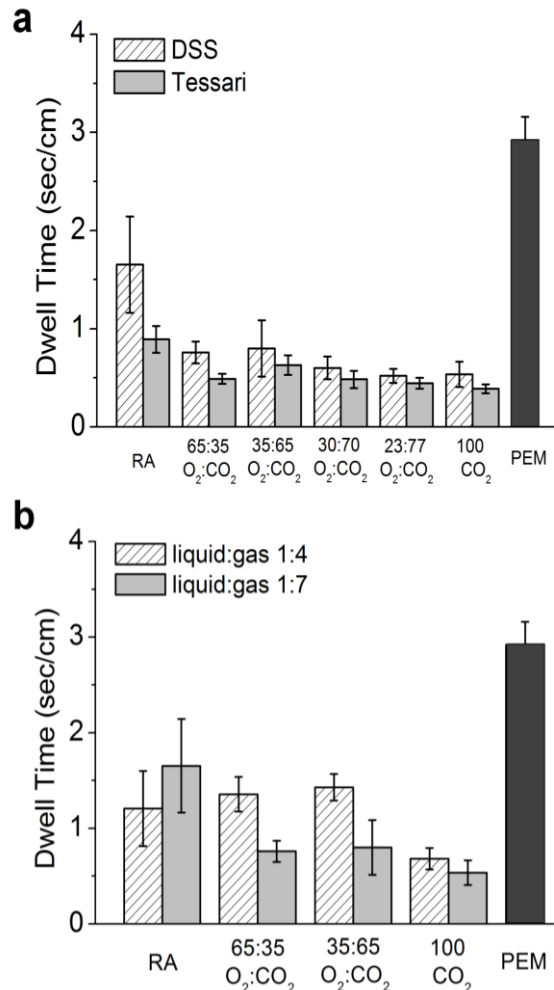 a
4
DSS
Tessari
3
2
1
0
Dwell Time (sec/cm)
RA
65:35
O₂:CO₂
35:65
O₂:CO₂
30:70
O₂:CO₂
23:77
O₂:CO₂
100
CO₂
PEM
b
4
liquid:gas 1:4
liquid:gas 1:7
3
2
1
0
Dwell Time (sec/cm)
RA
65:35
O₂:CO₂
35:65
O₂:CO₂
100
CO₂
PEM